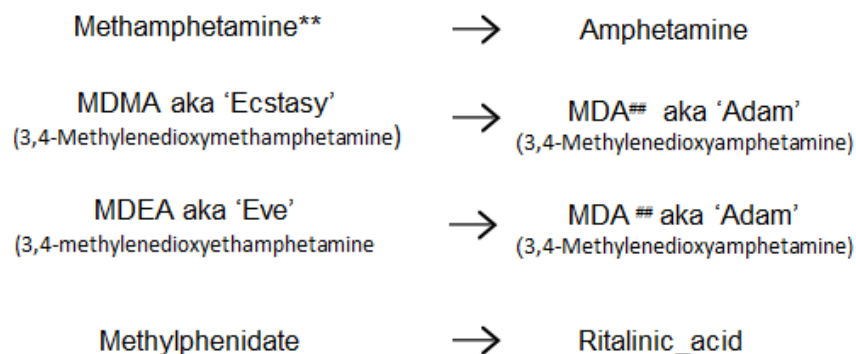 Methamphetamine** → Amphetamine
MDMA aka ‘Ecstasy’ → MDA## aka ‘Adam’
(3,4-Methylenedioxymethamphetamine) (3,4-Methylenedioxyamphetamine)
MDEA aka ‘Eve’ → MDA ## aka ‘Adam’
(3,4-methylenedioxyethamphetamine (3,4-Methylenedioxyamphetamine)
Methylphenidate → Ritalinic_acid